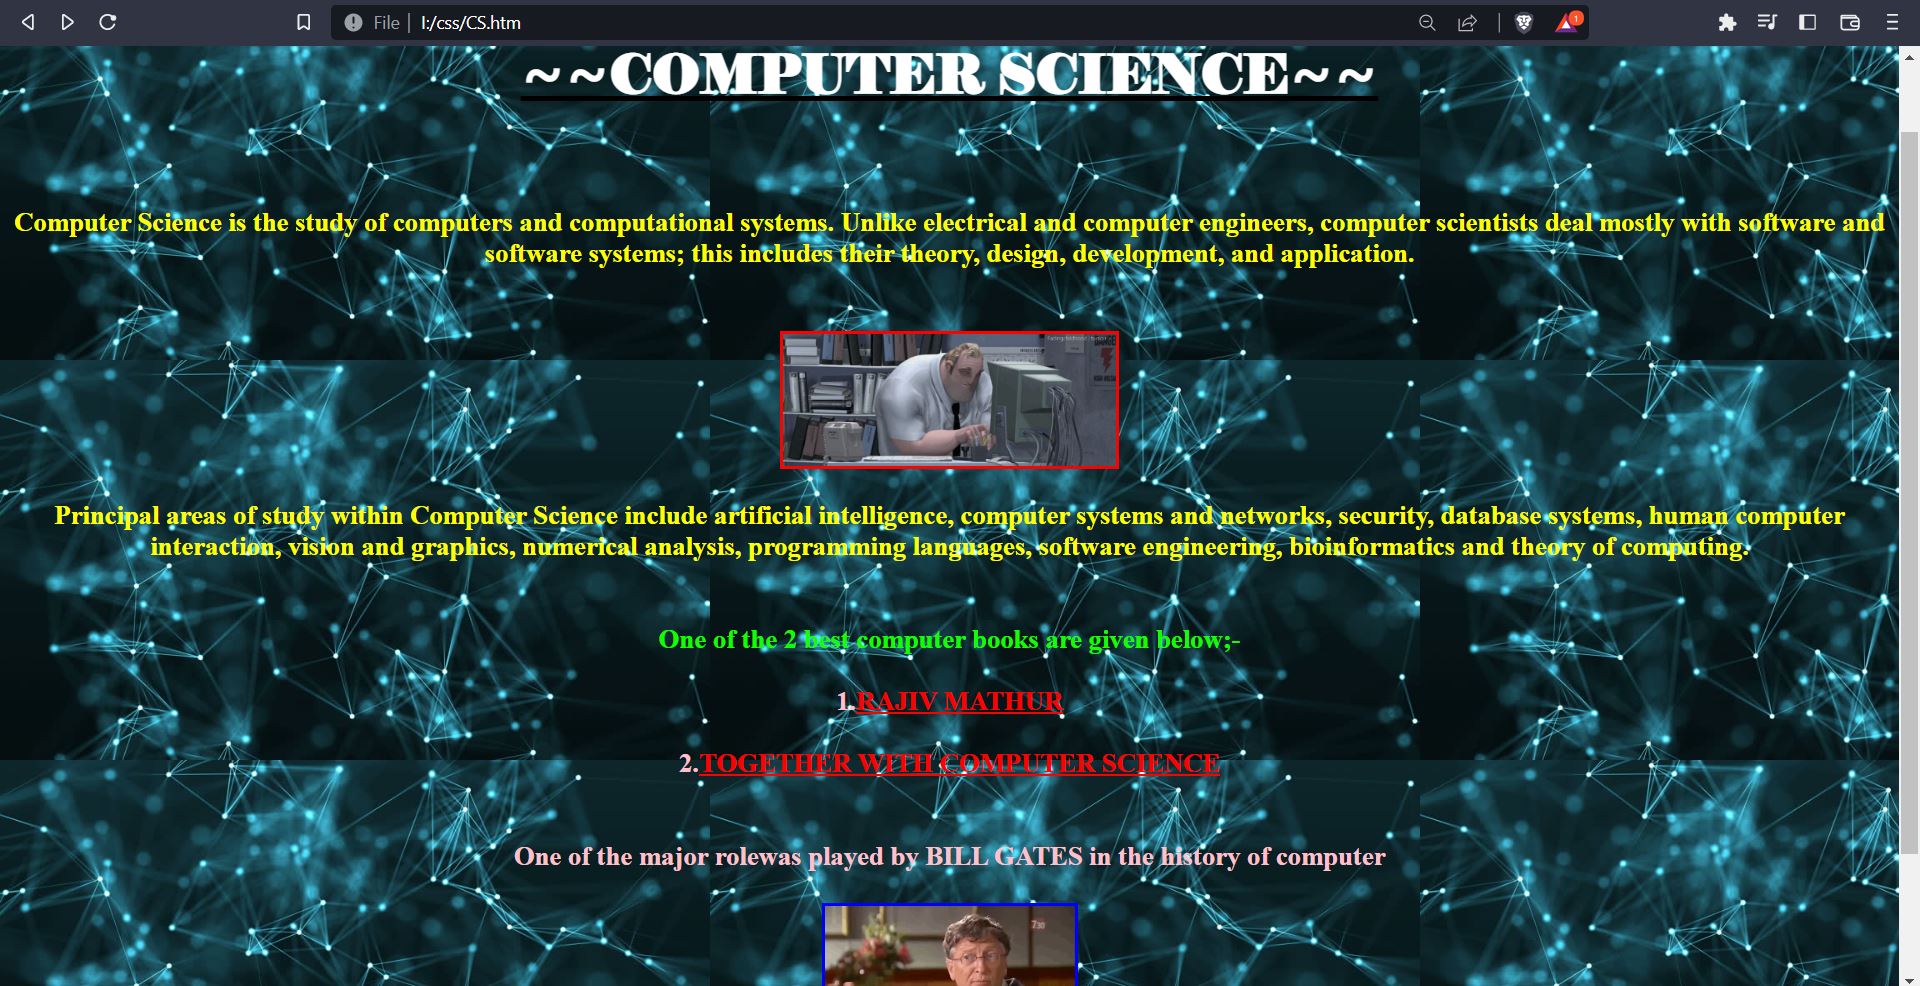 File | I:/css/CS.htm
1
~~COMPUTER SCIENCE~~
Computer Science is the study of computers and computational systems. Unlike electrical and computer engineers, computer scientists deal mostly with software and
software systems; this includes their theory, design, development, and application.
Principal areas of study within Computer Science include artificial intelligence, computer systems and networks, security, database systems, human computer
interaction, vision and graphics, numerical analysis, programming languages, software engineering, bioinformatics and theory of computing.
One of the 2 best computer books are given below;-
1.RAJIV MATHUR
2.TOGETHER WITH COMPUTER SCIENCE
One of the major rolewas played by BILL GATES in the history of computer
730